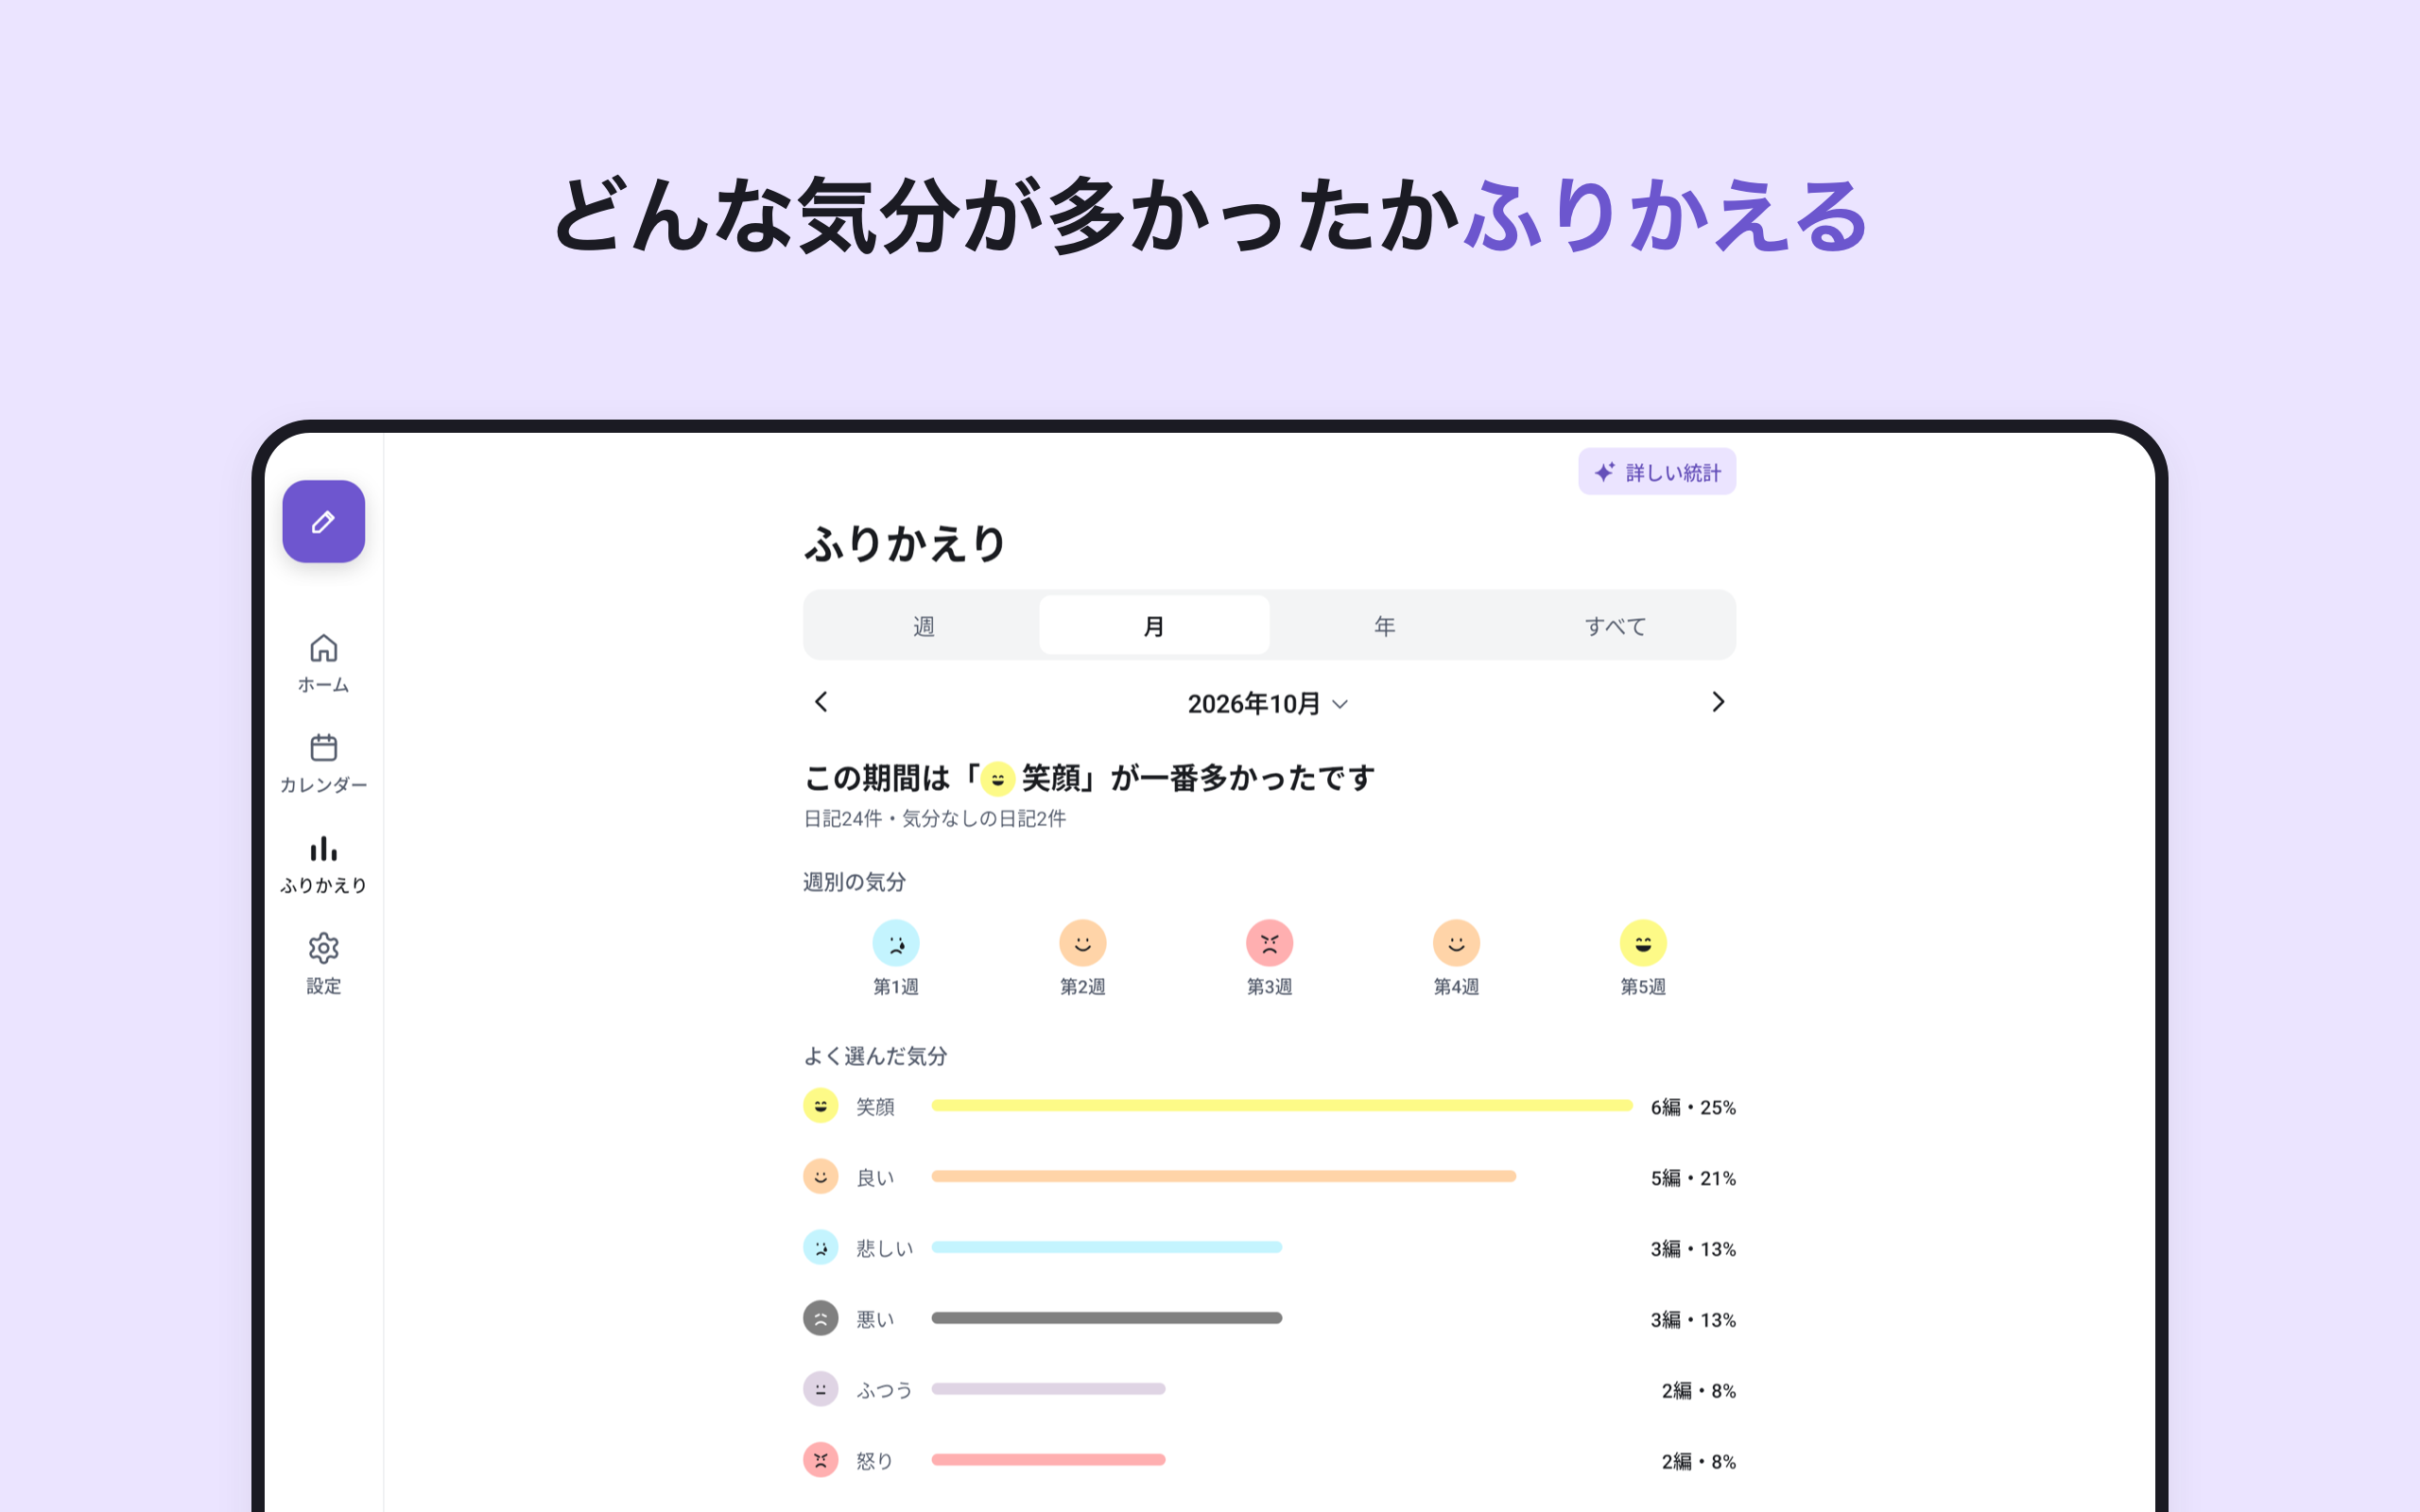 どんな気分が多かったかふりかえる
詳しい統計
ふりかえり
週 月 年 すべて
2026年10月
この期間は「笑顔」が一番多かったです
日記24件・気分なしの日記2件
週別の気分
第1週 第2週 第3週 第4週 第5週
よく選んだ気分
笑顔 6編・25%
良い 5編・21%
悲しい 3編・13%
悪い 3編・13%
ふつう 2編・8%
怒り 2編・8%
ホーム
カレンダー
ふりかえり
設定